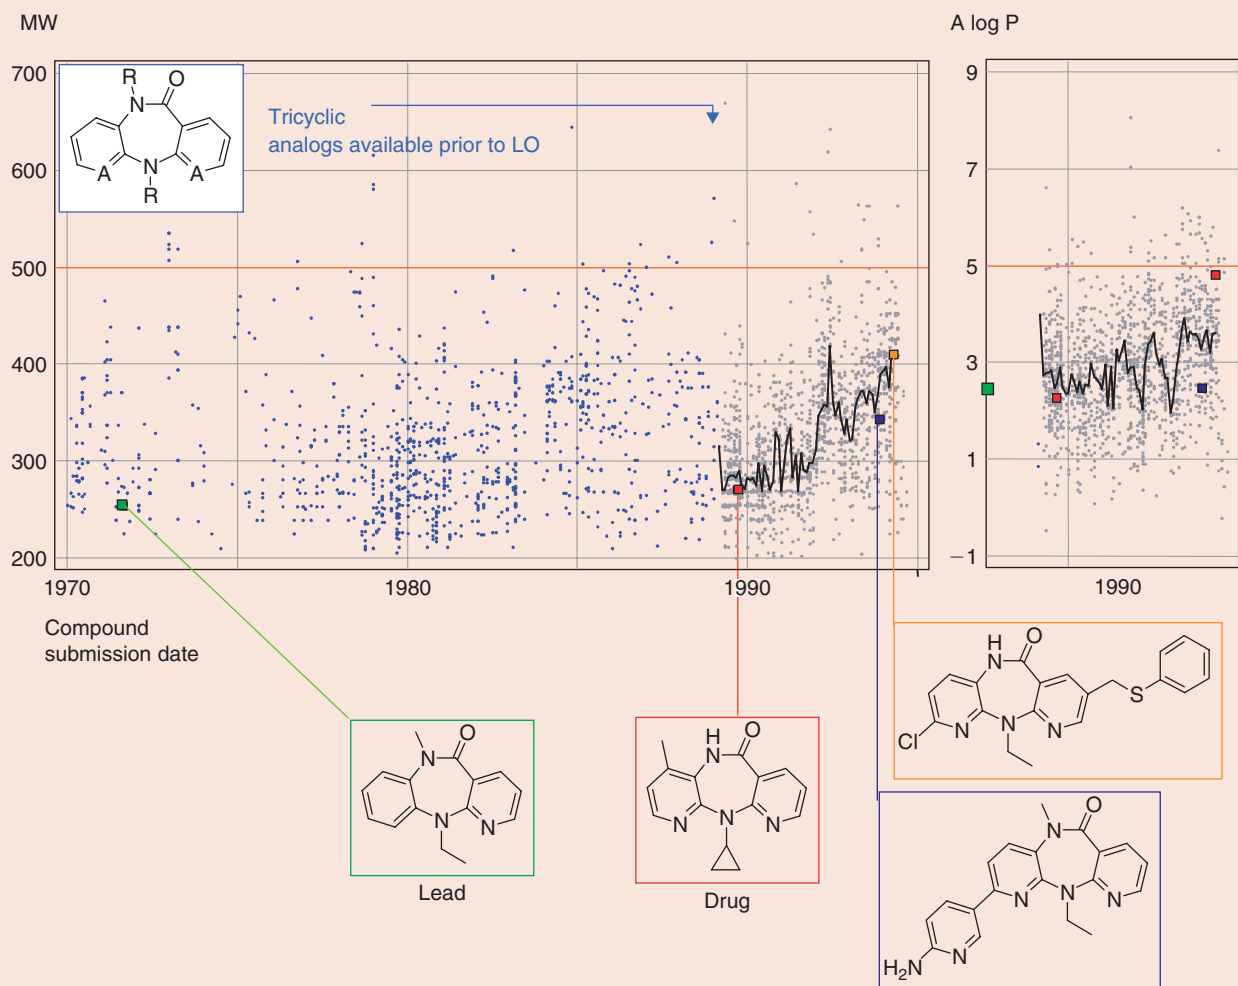 MW
A log P
700
600
500
400
300
200
1970
1980
1990
R
N
O
A
N
A
R
Tricyclic
analogs available prior to LO
9
7
5
3
1
−1
1990
Compound
submission date
N
O
N
N
Lead
H
N
O
N
N
N
Drug
H
N
O
S
N
N
N
Cl
N
O
N
N
N
N
H2N